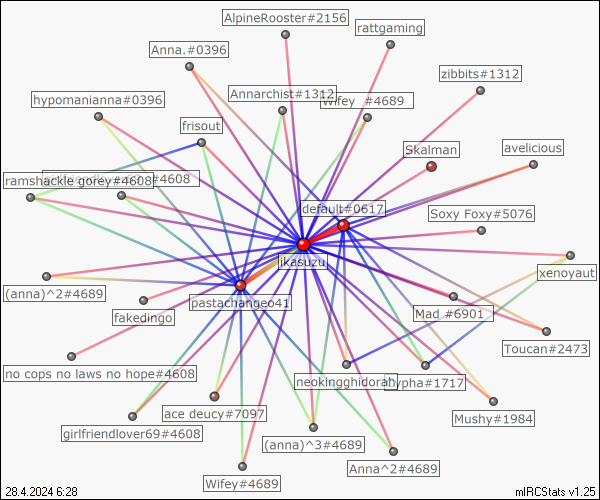 AlpineRooster#2156
rattgaming
Anna.#0396
zibbits#1312
hypomanianna#0396
Annarchist#1312
Wifey #4689
frisout
Skalman
avelicious
ramshackle gorey#4608
#4608
default#0617
Soxy Foxy#5076
jkasuzu
xenoyaut
(anna)^2#4689
pastachange041
fakedingo
Mad #6901
Toucan#2473
no cops no laws no hope#4608
neokingghidorah
hypha#1717
ace deucy#7097
Mushy#1984
girlfriendlover69#4608
(anna)^3#4689
Anna^2#4689
Wifey#4689
28.4.2024 6:28
mIRCStats v1.25